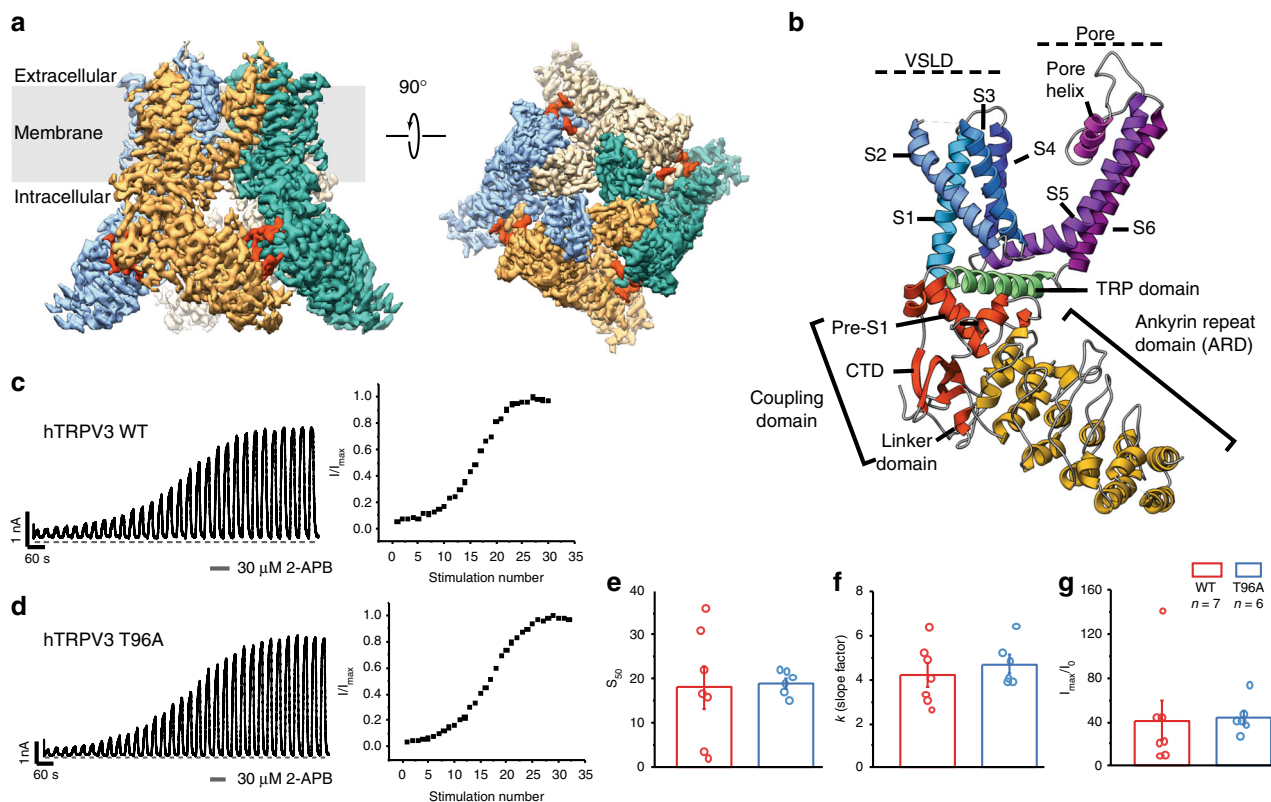 a
Extracellular
Membrane
Intracellular
90°
b
VSLD
Pore
Pore
helix
S3
S2
S4
S1
S5
S6
TRP domain
Pre-S1
Ankyrin repeat
domain (ARD)
CTD
Coupling
domain
Linker
domain
c
hTRPV3 WT
1 nA
60 s
30 μM 2-APB
I/Imax
1.0
0.8
0.6
0.4
0.2
0.0
0 5 10 15 20 25 30 35
Stimulation number
d
hTRPV3 T96A
1nA
60 s
30 μM 2-APB
I/Imax
1.0
0.8
0.6
0.4
0.2
0.0
0 5 10 15 20 25 30 35
Stimulation number
e
S50
40
30
20
10
0
f
k (slope factor)
8
6
4
2
0
g
Imax/I0
160
120
80
40
0
WT T96A
n = 7 n = 6